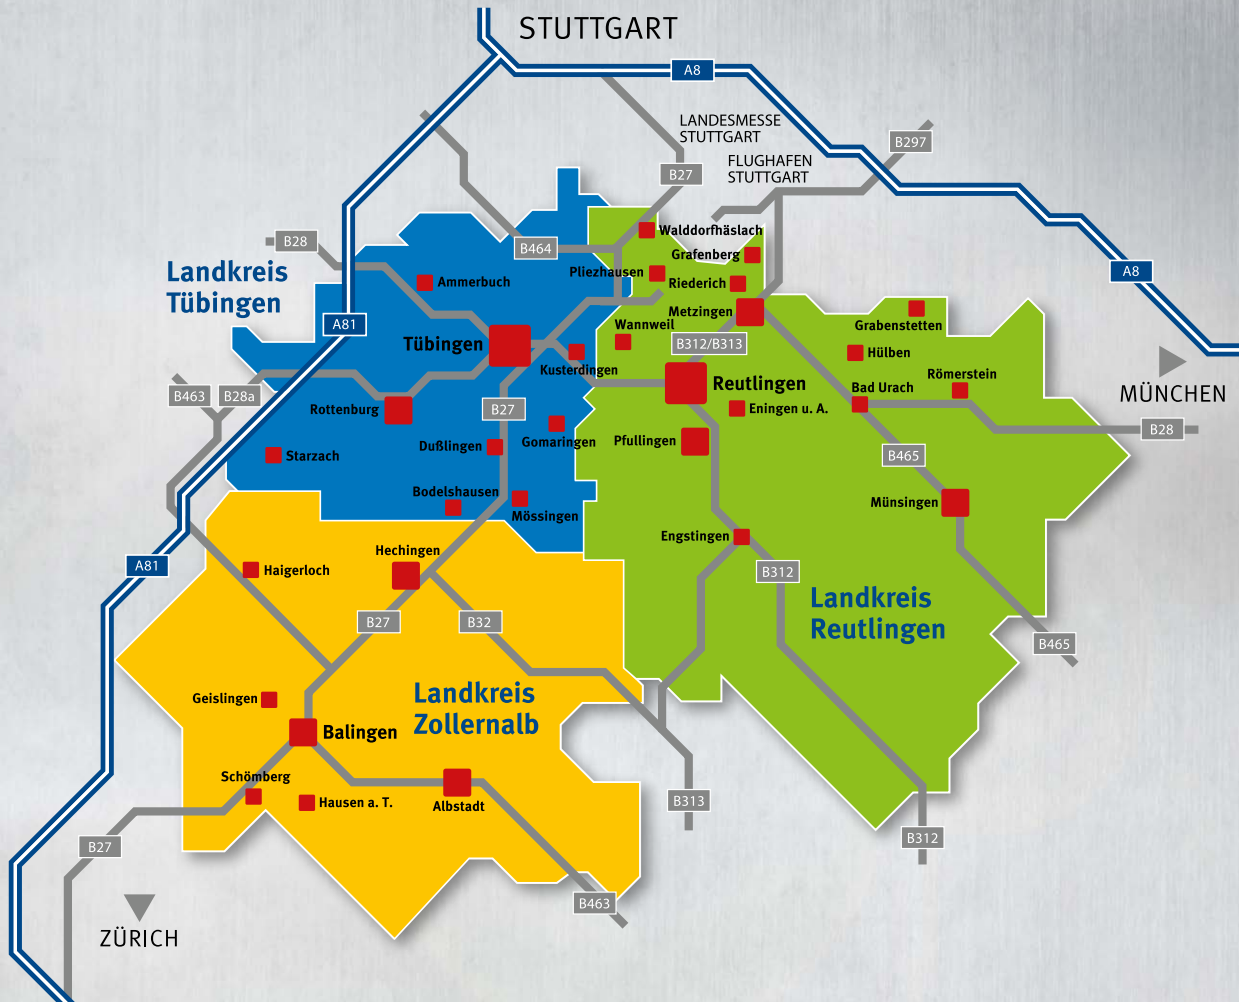 STUTTGART
A8
LANDESMESSE
STUTTGART
B297
FLUGHAFEN
STUTTGART
B27
Walddorfhäslach
B28
B464
Grafenberg
Landkreis
Tübingen
Pliezhausen
Riederich
A8
Ammerbuch
Metzingen
Grabenstetten
A81
Wannweil
Tübingen
B312/B313
Hülben
Kusterdingen
Römerstein
MÜNCHEN
Reutlingen
B463
B28a
Bad Urach
Rottenburg
B27
Eningen u. A.
B28
Gomaringen
Pfullingen
Dußlingen
Starzach
B465
Bodelshausen
Münsingen
Mössingen
Engstingen
Hechingen
A81
Haigerloch
B312
Landkreis
Reutlingen
B27
B32
B465
Geislingen
Landkreis
Zollernalb
Balingen
Schömberg
Hausen a. T.
Albstadt
B313
B27
B312
B463
ZÜRICH